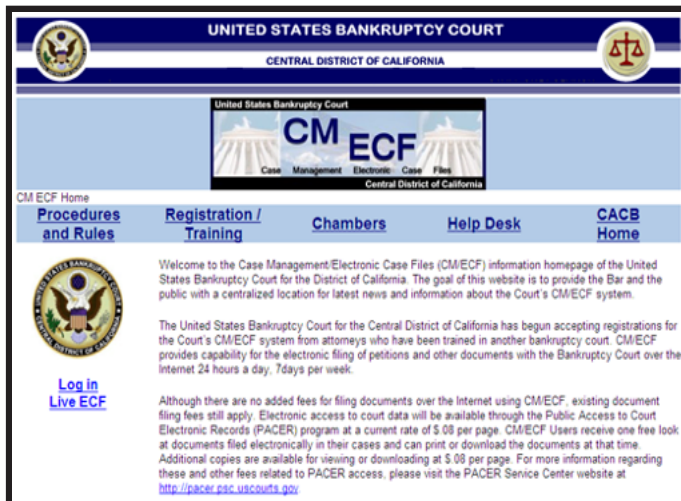 UNITED STATES BANKRUPTCY COURT
CENTRAL DISTRICT OF CALIFORNIA
United States Bankruptcy Court
CM ECF
Case Management Electronic Case Files
Central District of California
CM ECF Home
Procedures and Rules
Registration / Training
Chambers
Help Desk
CACB Home
UNITED STATES BANKRUPTCY COURT
CENTRAL DISTRICT OF CALIFORNIA
Log in
Live ECF
Welcome to the Case Management/Electronic Case Files (CM/ECF) information homepage of the United
States Bankruptcy Court for the District of California. The goal of this website is to provide the Bar and the
public with a centralized location for latest news and information about the Court's CM/ECF system.
The United States Bankruptcy Court for the Central District of California has begun accepting registrations for
the Court's CM/ECF system from attorneys who have been trained in another bankruptcy court. CM/ECF
provides capability for the electronic filing of petitions and other documents with the Bankruptcy Court over the
Internet 24 hours a day, 7days per week.
Although there are no added fees for filing documents over the Internet using CM/ECF, existing document
filing fees still apply. Electronic access to court data will be available through the Public Access to Court
Electronic Records (PACER) program at a current rate of $.08 per page. CM/ECF Users receive one free look
at documents filed electronically in their cases and can print or download the documents at that time.
Additional copies are available for viewing or downloading at $.08 per page. For more information regarding
these and other fees related to PACER access, please visit the PACER Service Center website at
http://pacer.psc.uscourts.gov.